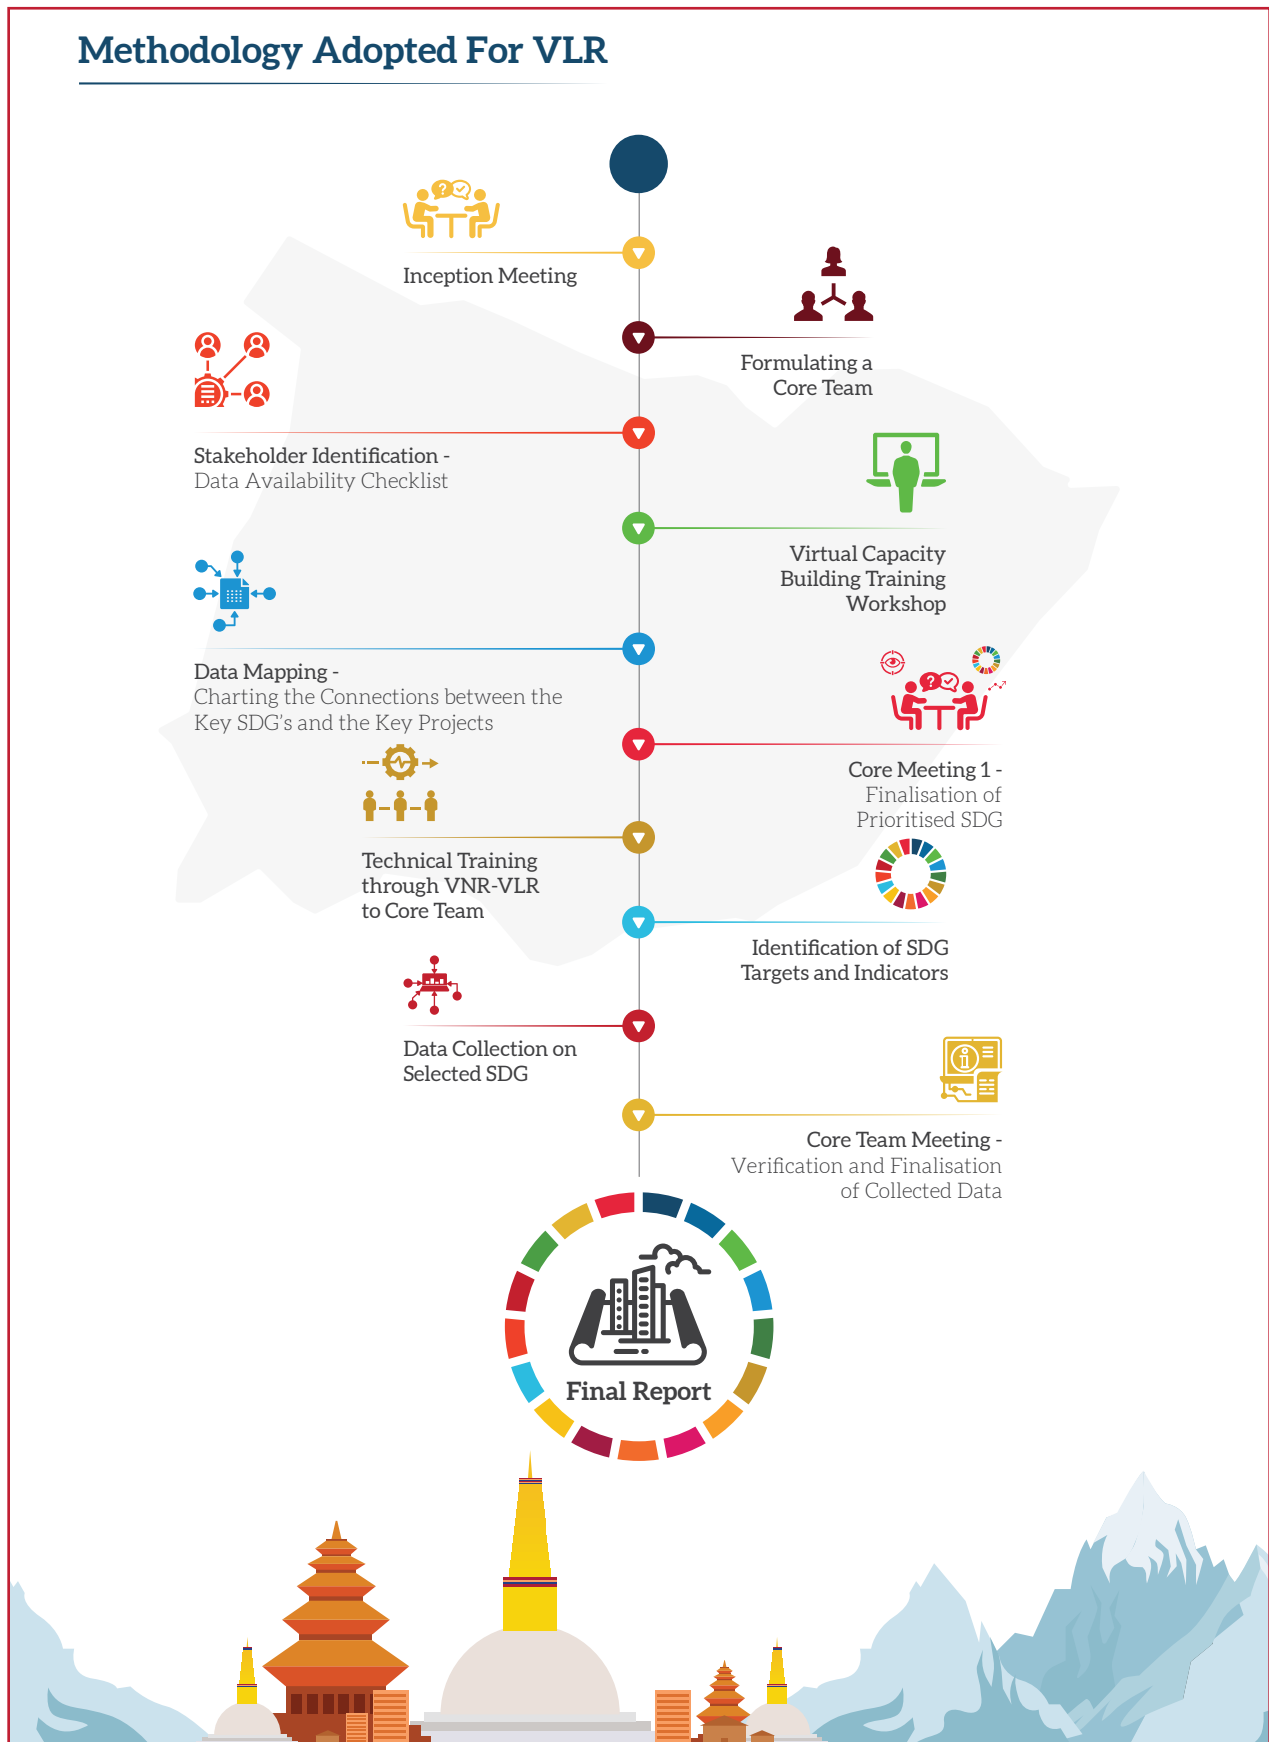 Methodology Adopted For VLR
Inception Meeting
Formulating a
Core Team
Stakeholder Identification -
Data Availability Checklist
Virtual Capacity
Building Training
Workshop
Data Mapping -
Charting the Connections between the
Key SDG's and the Key Projects
Core Meeting 1 -
Finalisation of
Prioritised SDG
Technical Training
through VNR-VLR
to Core Team
Identification of SDG
Targets and Indicators
Data Collection on
Selected SDG
Core Team Meeting -
Verification and Finalisation
of Collected Data
Final Report